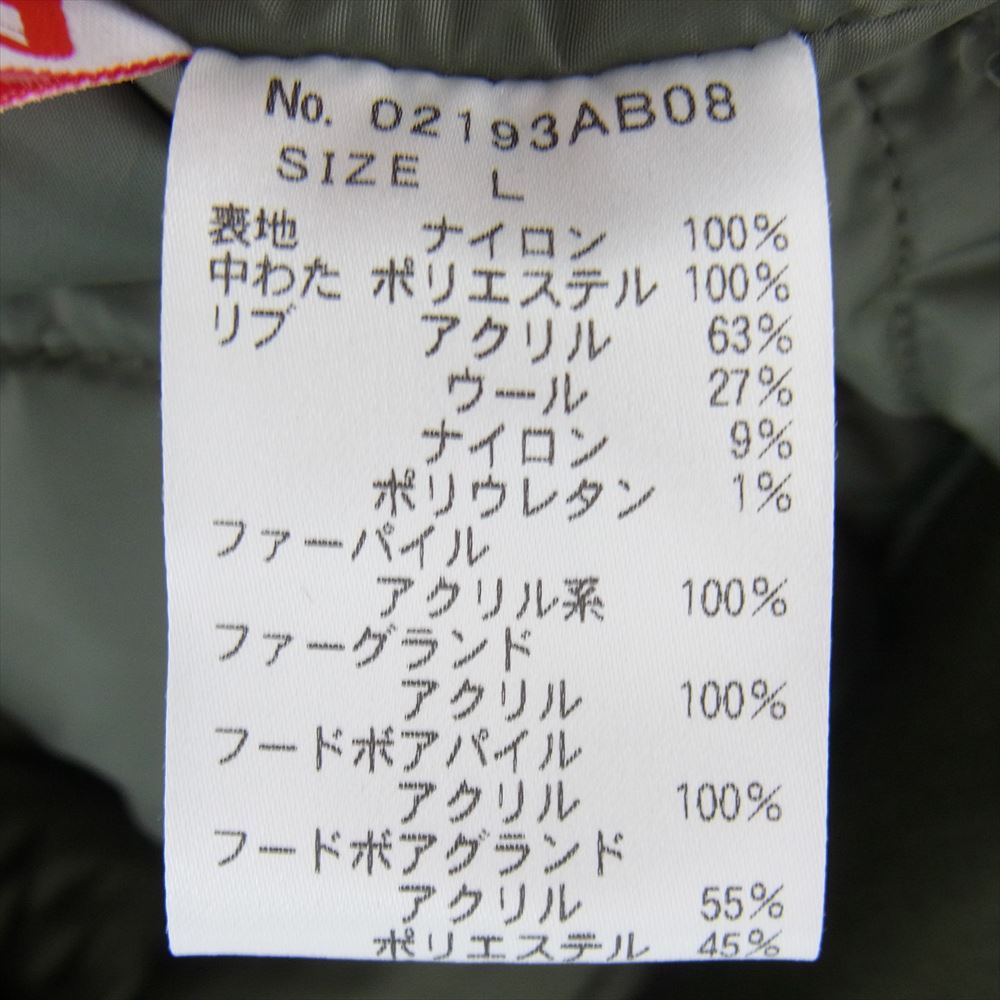 No. 02193AB08
SIZE L
裏地 ナイロン 100%
中わた ポリエステル 100%
リブ アクリル 63%
ウール 27%
ナイロン 9%
ポリウレタン 1%
ファーパイル
アクリル系 100%
ファーグランド
アクリル 100%
フードボアパイル
アクリル 100%
フードボアグランド
アクリル 55%
ポリエステル 45%